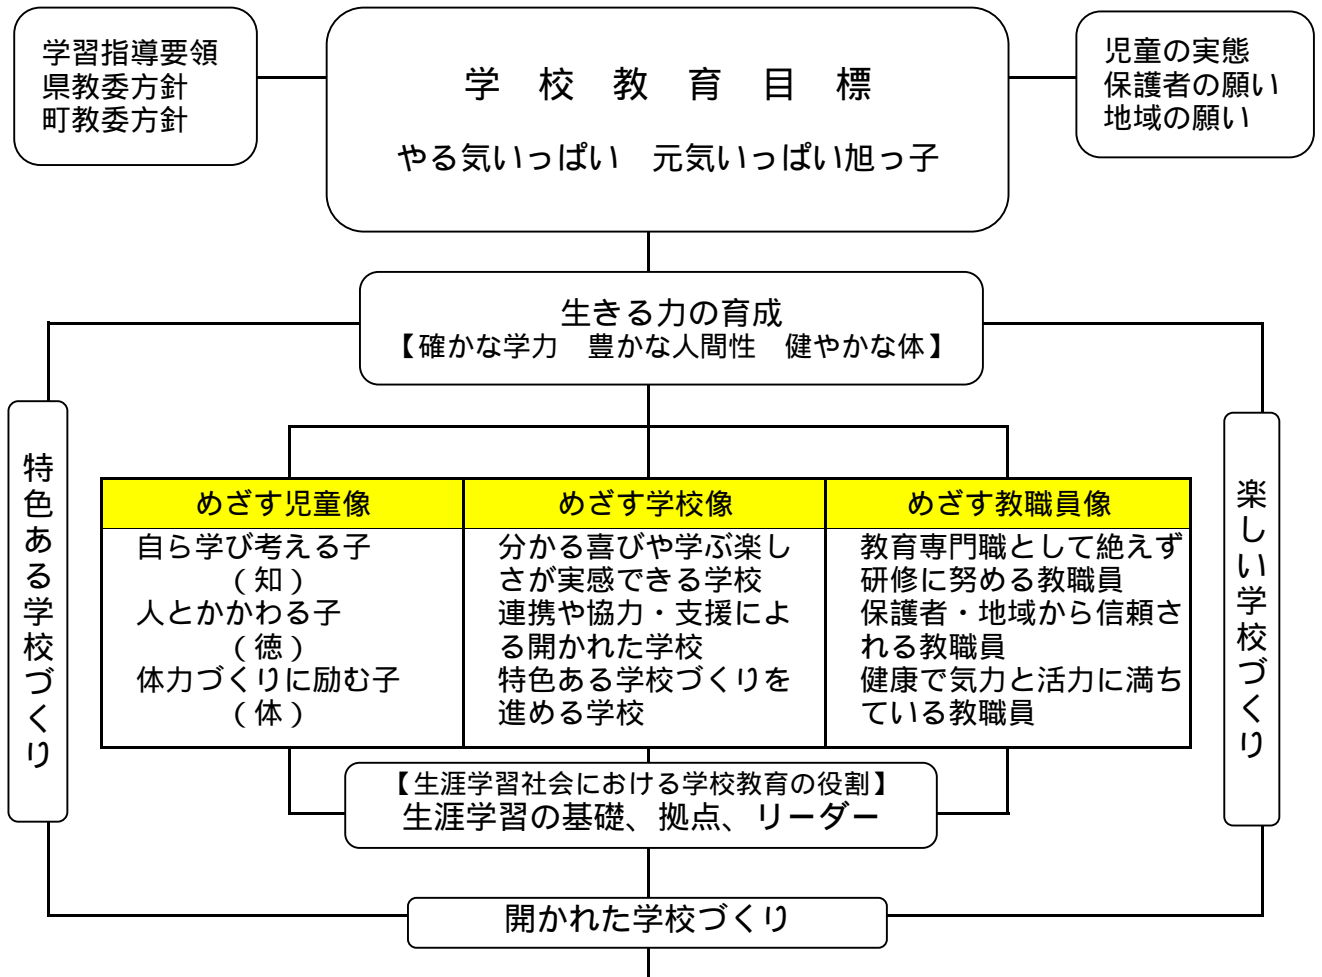 学習指導要領
県教委方針
町教委方針
学校教育目標
やる気いっぱい　元気いっぱい旭っ子
児童の実態
保護者の願い
地域の願い
生きる力の育成
【確かな学力　豊かな人間性　健やかな体】
特色ある学校づくり
めざす児童像
自ら学び考える子
（知）
人とかかわる子
（徳）
体力づくりに励む子
（体）
めざす学校像
分かる喜びや学ぶ楽し
さが実感できる学校
連携や協力・支援によ
る開かれた学校
特色ある学校づくりを
進める学校
めざす教職員像
教育専門職として絶えず
研修に努める教職員
保護者・地域から信頼さ
れる教職員
健康で気力と活力に満ち
ている教職員
楽しい学校づくり
【生涯学習社会における学校教育の役割】
生涯学習の基礎、拠点、リーダー
開かれた学校づくり